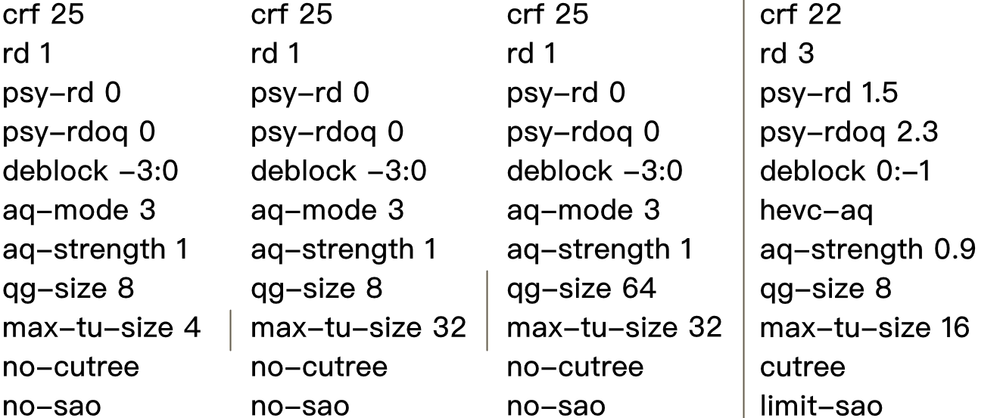 crf 25 crf 25 crf 25 crf 22
rd 1 rd 1 rd 1 rd 3
psy–rd 0 psy–rd 0 psy–rd 0 psy–rd 1.5
psy–rdoq 0 psy–rdoq 0 psy–rdoq 0 psy–rdoq 2.3
deblock –3:0 deblock –3:0 deblock –3:0 deblock 0:–1
aq–mode 3 aq–mode 3 aq–mode 3 hevc–aq
aq–strength 1 aq–strength 1 aq–strength 1 aq–strength 0.9
qg–size 8 qg–size 8 qg–size 64 qg–size 8
max–tu–size 4 max–tu–size 32 max–tu–size 32 max–tu–size 16
no–cutree no–cutree no–cutree cutree
no–sao no–sao no–sao limit–sao